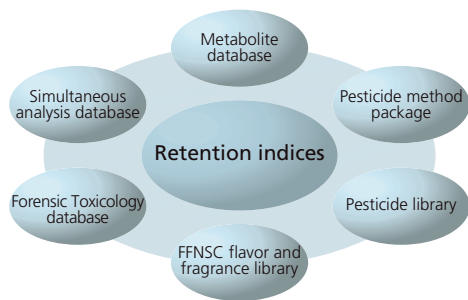 Metabolite
database
Simultaneous
analysis database
Pesticide method
package
Retention indices
Forensic Toxicology
database
Pesticide library
FFNSC flavor and
fragrance library